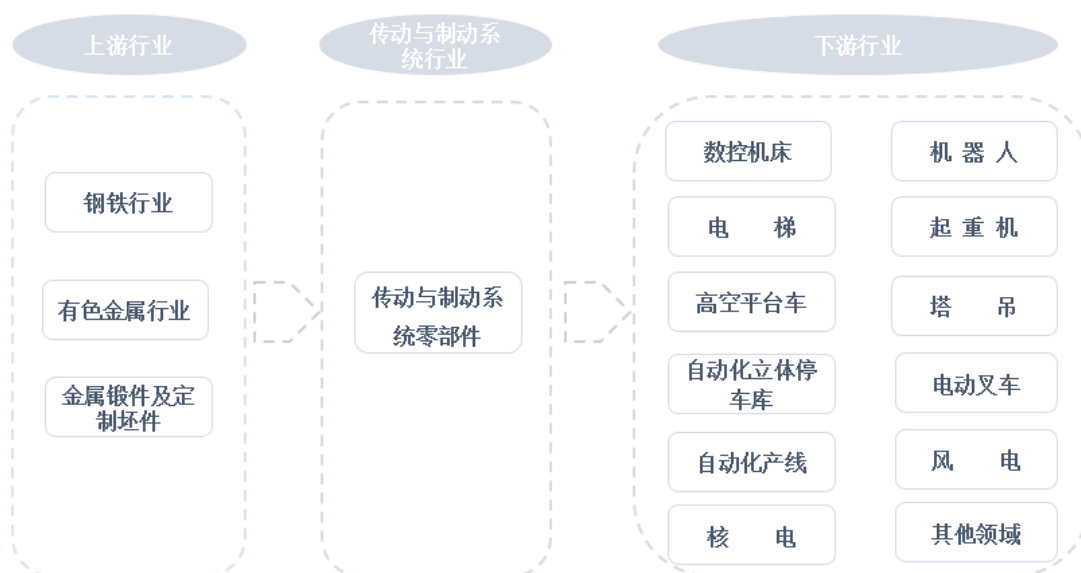 上游行业
传动与制动系
统行业
下游行业
钢铁行业
有色金属行业
金属锻件及定
制坯件
传动与制动系
统零部件
数控机床
机 器 人
电 梯
起 重 机
高空平台车
塔 吊
自动化立体停
车库
电动叉车
自动化产线
风 电
核 电
其他领域